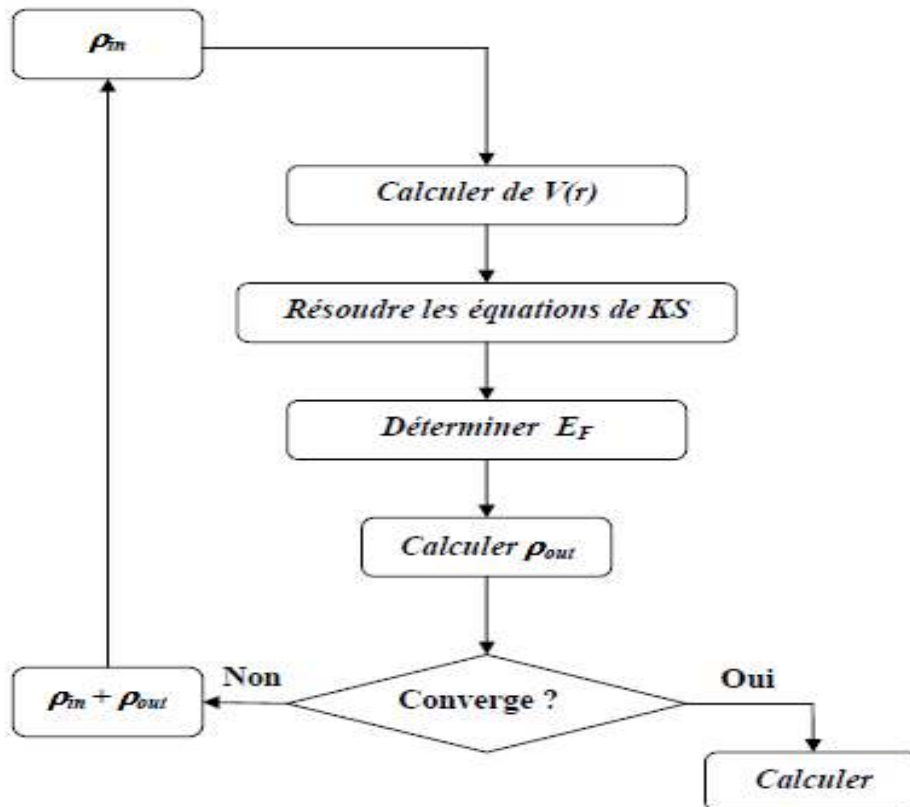 ρin
Calculer de V(r)
Résoudre les équations de KS
Déterminer EF
Calculer ρout
Non
Converge ?
Oui
ρin + ρout
Calculer